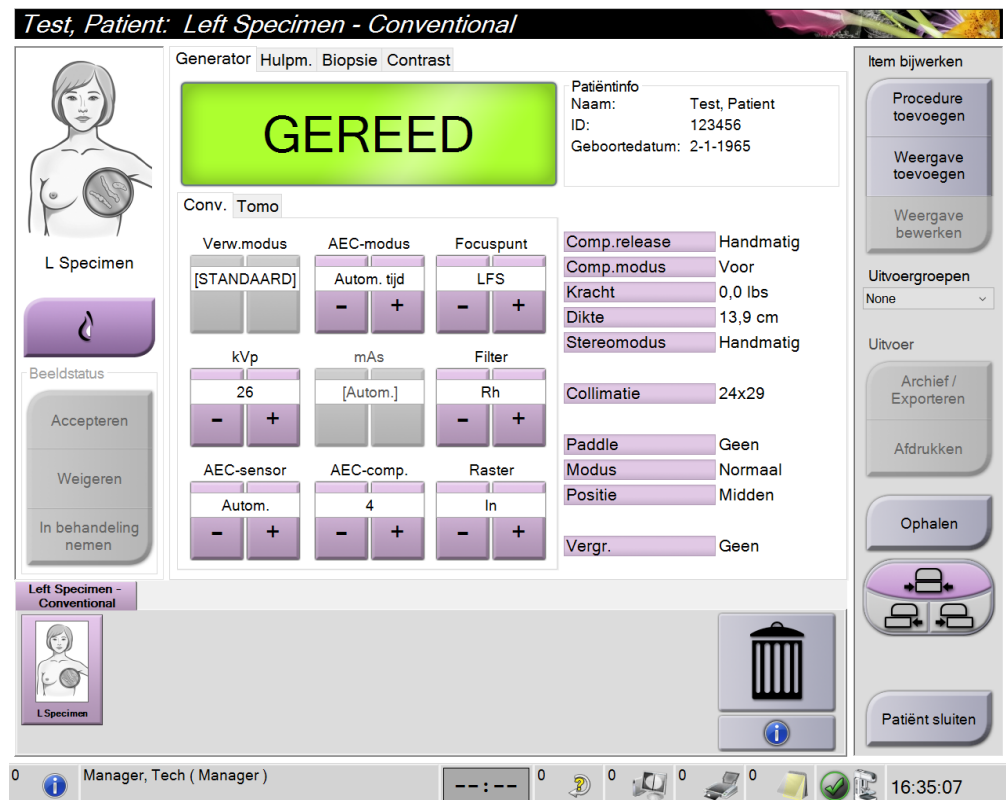 Test, Patient: Left Specimen - Conventional
Generator Hulpm. Biopsie Contrast
GEREED
Patiëntinfo
Naam: Test, Patient
ID: 123456
Geboortedatum: 2-1-1965
L Specimen
Beeldstatus
Accepteren
Weigeren
In behandeling
nemen
Conv. Tomo
Verw.modus AEC-modus Focuspunt
[STANDAARD] Autom. tijd LFS
- + - +
kVp mAs Filter
26 [Autom.] Rh
- + - +
AEC-sensor AEC-comp. Raster
Autom. 4 In
- + - + - +
Comp.release Handmatig
Comp.modus Voor
Kracht 0,0 lbs
Dikte 13,9 cm
Stereomodus Handmatig
Collimatie 24x29
Paddle Geen
Modus Normaal
Positie Midden
Vergr. Geen
Item bijwerken
Procedure
toevoegen
Weergave
toevoegen
Weergave
bewerken
Uitvoergroepen
None
Uitvoer
Archief /
Exporteren
Afdrukken
Ophalen
Patiënt sluiten
Left Specimen -
Conventional
L Specimen
0 Manager, Tech ( Manager ) --:-- 0 0 0 0 16:35:07